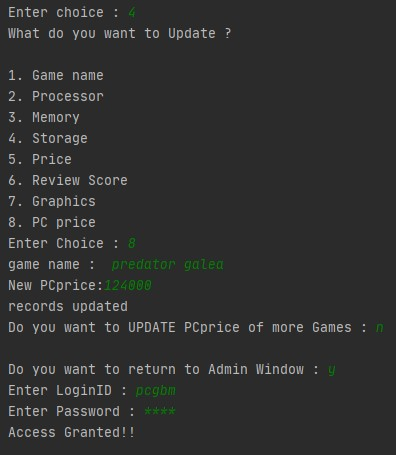 Enter choice : 4
What do you want to Update ?
1. Game name
2. Processor
3. Memory
4. Storage
5. Price
6. Review Score
7. Graphics
8. PC price
Enter Choice : 8
game name :  predator galea
New PCprice:124000
records updated
Do you want to UPDATE PCprice of more Games : n
Do you want to return to Admin Window : y
Enter LoginID : pcgbm
Enter Password : ****
Access Granted!!